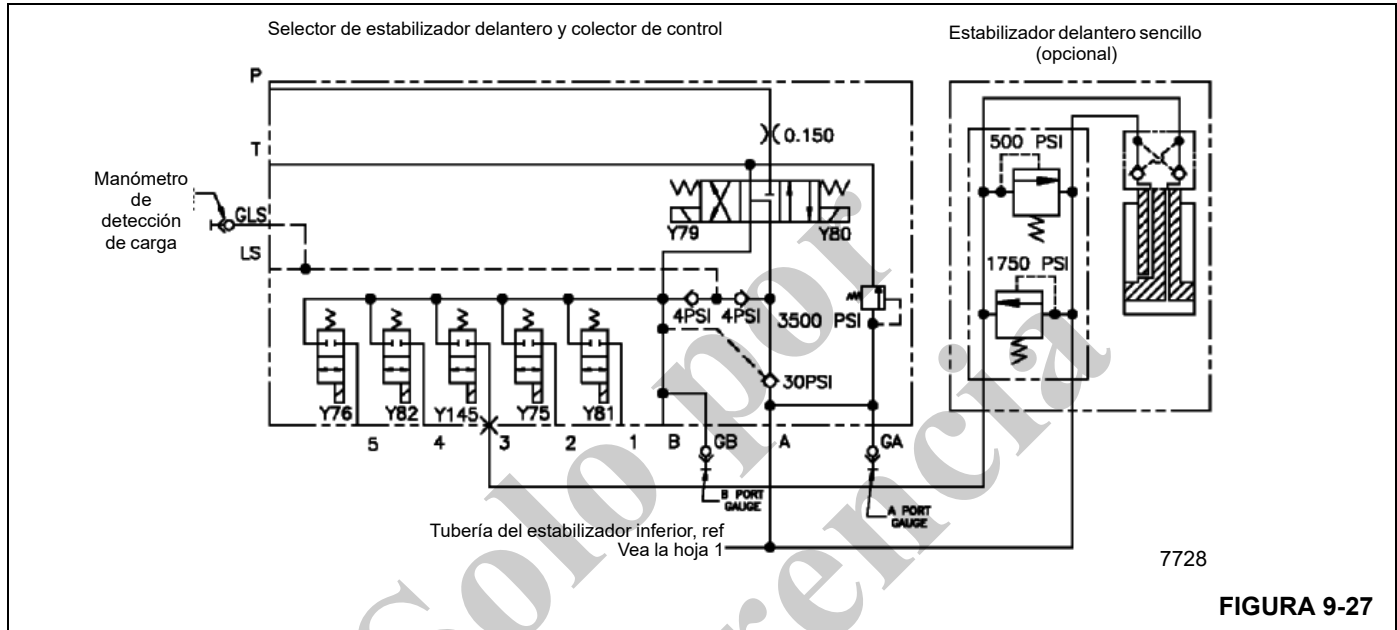 Selector de estabilizador delantero y colector de control
Estabilizador delantero sencillo
(opcional)
P
0.150
500 PSI
T
Manómetro
de
detección
de carga
GLS
Y79
Y80
LS
1750 PSI
4PSI
4PSI
3500 PSI
30PSI
Y76
Y82
Y145
Y75
Y81
5
4
3
2
1
B
GB
A
GA
B PORT
GAUGE
A PORT
GAUGE
Tubería del estabilizador inferior, ref
Vea la hoja 1
7728
FIGURA 9-27
Solo por
referencia